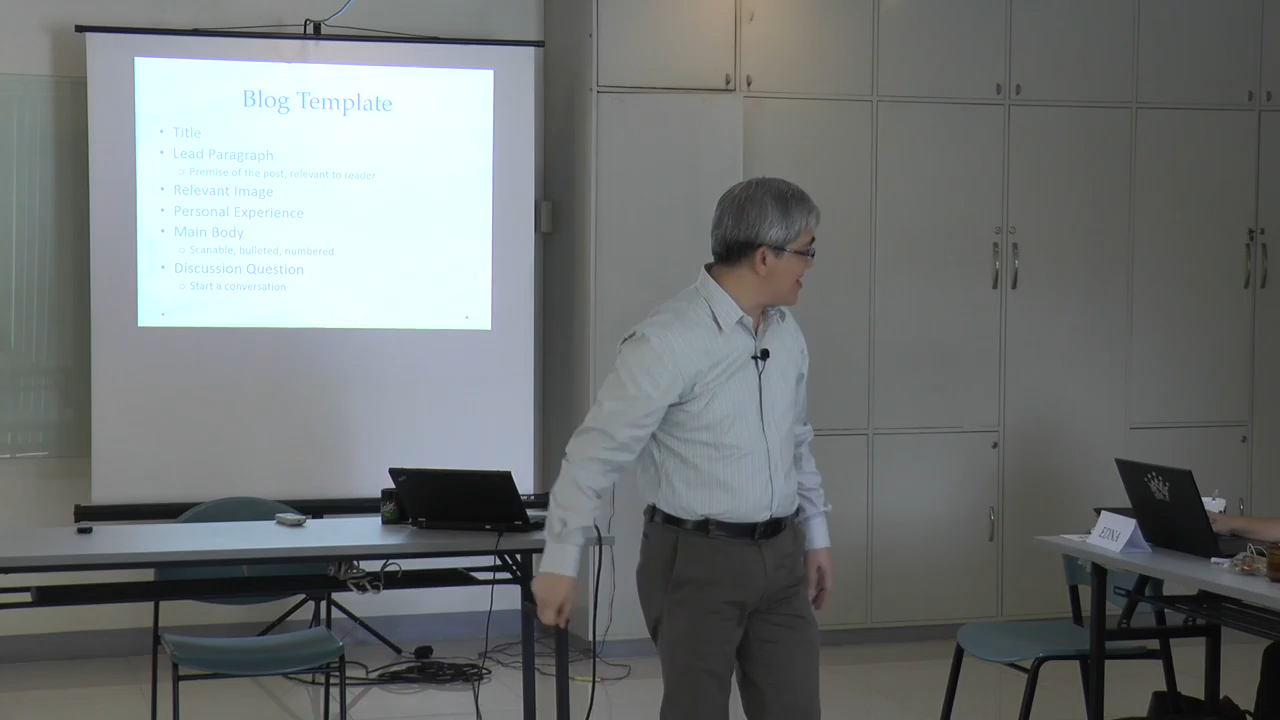 Blog Template
• Title
• Lead Paragraph
○ Premise of the post, relevant to reader
• Relevant Image
• Personal Experience
• Main Body
○ Scanable, bulleted, numbered
• Discussion Question
○ Start a conversation
EDNA